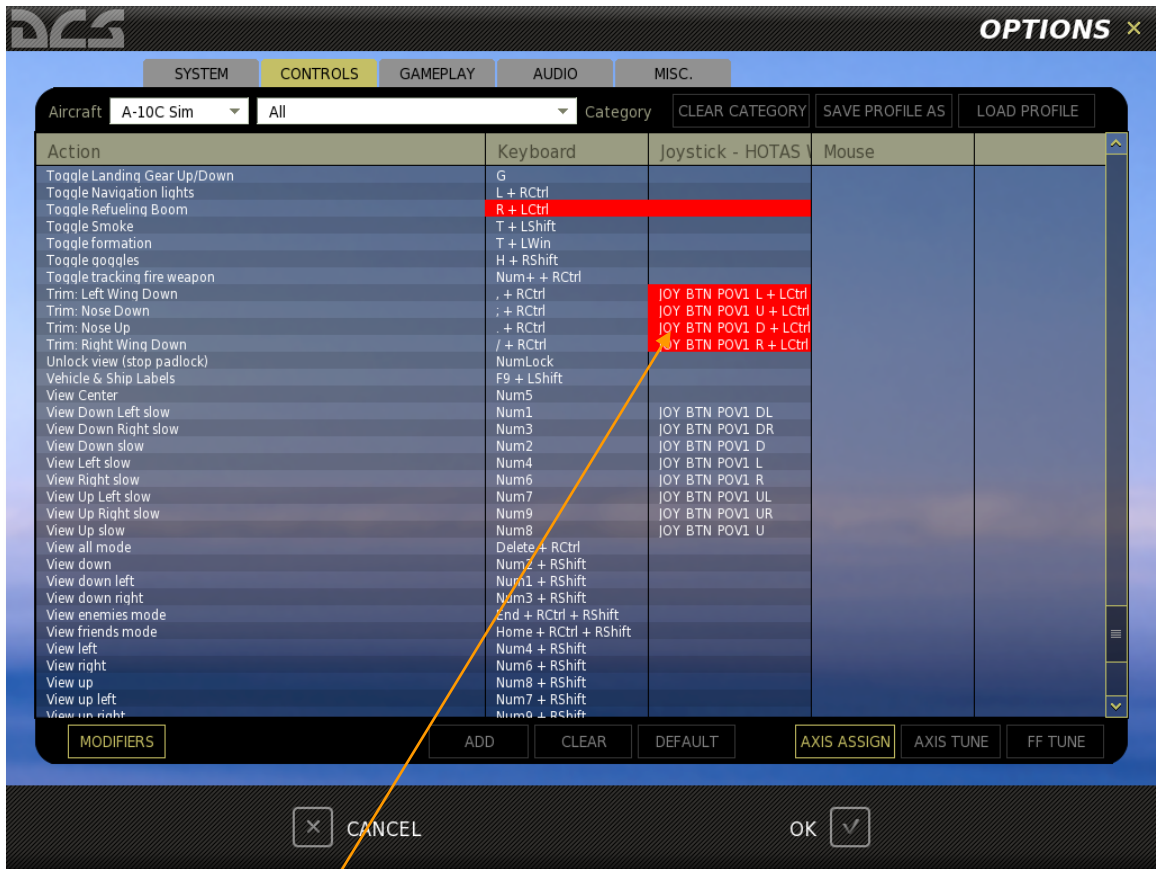 DCS OPTIONS
SYSTEM CONTROLS GAMEPLAY AUDIO MISC.
Aircraft A-10C Sim All Category CLEAR CATEGORY SAVE PROFILE AS LOAD PROFILE
Action Keyboard Joystick - HOTAS Mouse
Toggle Landing Gear Up/Down G
Toggle Navigation lights L + RCtrl
Toggle Refueling Boom R + LCtrl
Toggle Smoke T + LShift
Toggle formation T + LWin
Toggle goggles H + RShift
Toggle tracking fire weapon Num+ + RCtrl
Trim: Left Wing Down , + RCtrl JOY BTN POV1 L + LCtrl
Trim: Nose Down ; + RCtrl JOY BTN POV1 U + LCtrl
Trim: Nose Up . + RCtrl JOY BTN POV1 D + LCtrl
Trim: Right Wing Down / + RCtrl JOY BTN POV1 R + LCtrl
Unlock view (stop padlock) NumLock
Vehicle & Ship Labels F9 + LShift
View Center Num5
View Down Left slow Num1 JOY BTN POV1 DL
View Down Right slow Num3 JOY BTN POV1 DR
View Down slow Num2 JOY BTN POV1 D
View Left slow Num4 JOY BTN POV1 L
View Right slow Num6 JOY BTN POV1 R
View Up Left slow Num7 JOY BTN POV1 UL
View Up Right slow Num9 JOY BTN POV1 UR
View Up slow Num8 JOY BTN POV1 U
View all mode Delete + RCtrl
View down Num2 + RShift
View down left Num1 + RShift
View down right Num3 + RShift
View enemies mode End + RCtrl + RShift
View friends mode Home + RCtrl + RShift
View left Num4 + RShift
View right Num6 + RShift
View up Num8 + RShift
View up left Num7 + RShift
View up right Num9 + RShift
MODIFIERS ADD CLEAR DEFAULT AXIS ASSIGN AXIS TUNE FF TUNE
CANCEL OK